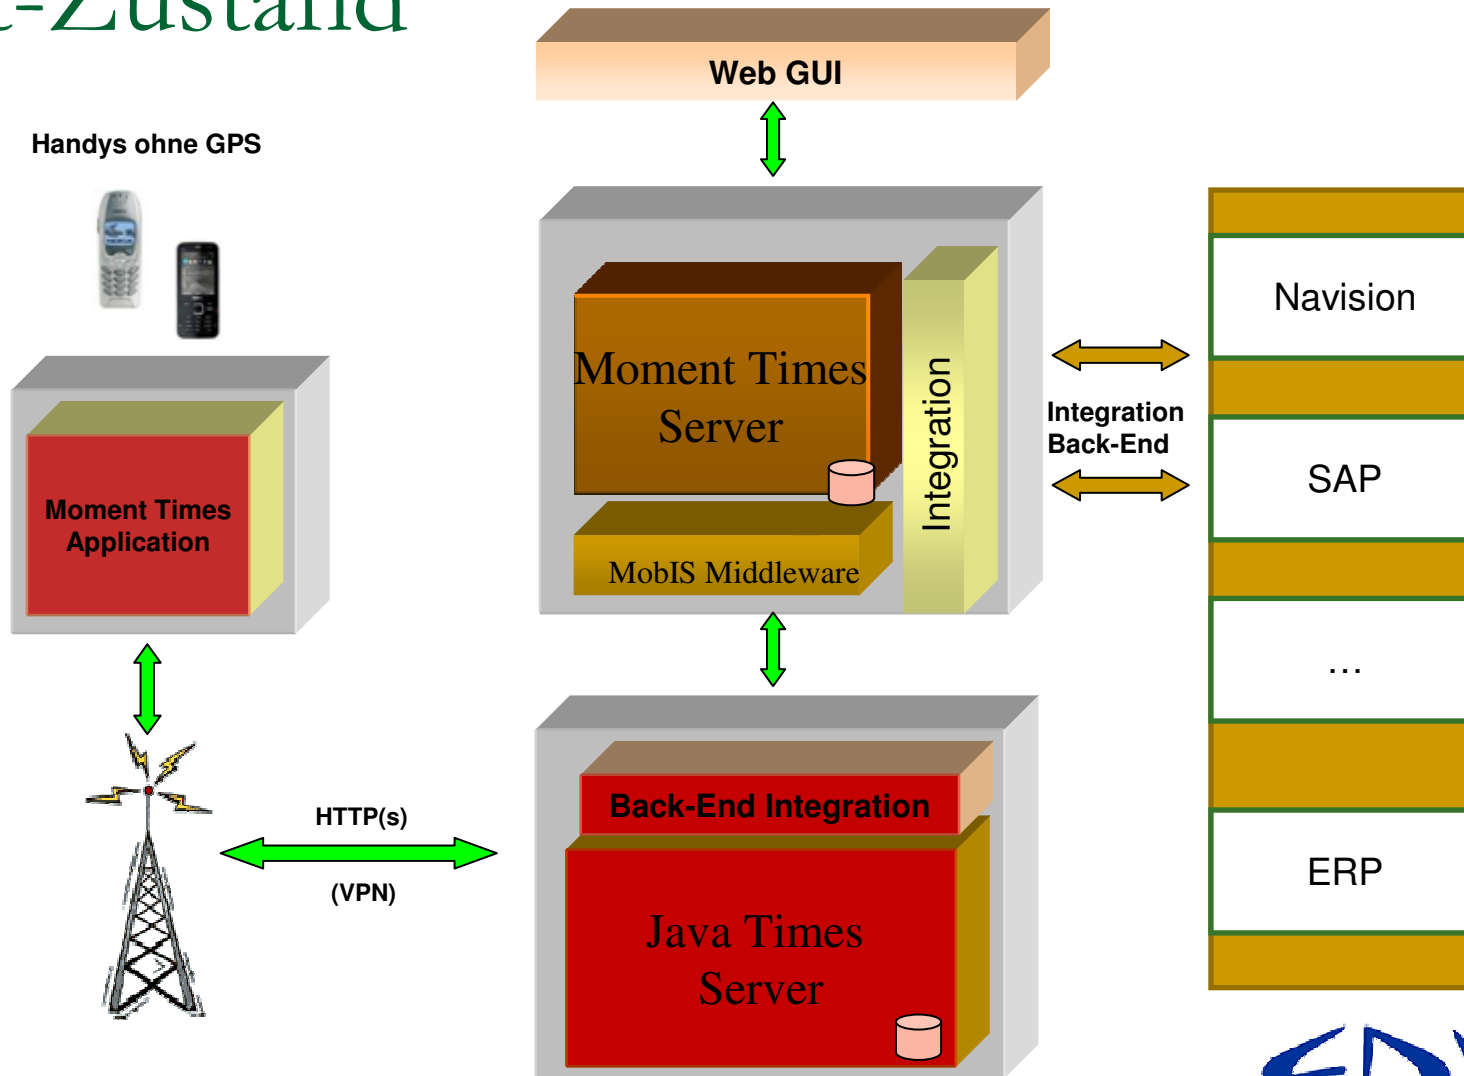 -Zustand
Web GUI
Handys ohne GPS
Moment Times
Server
Integration
MobIS Middleware
Integration
Back-End
Navision
SAP
…
ERP
Moment Times
Application
HTTP(s)
(VPN)
Back-End Integration
Java Times
Server